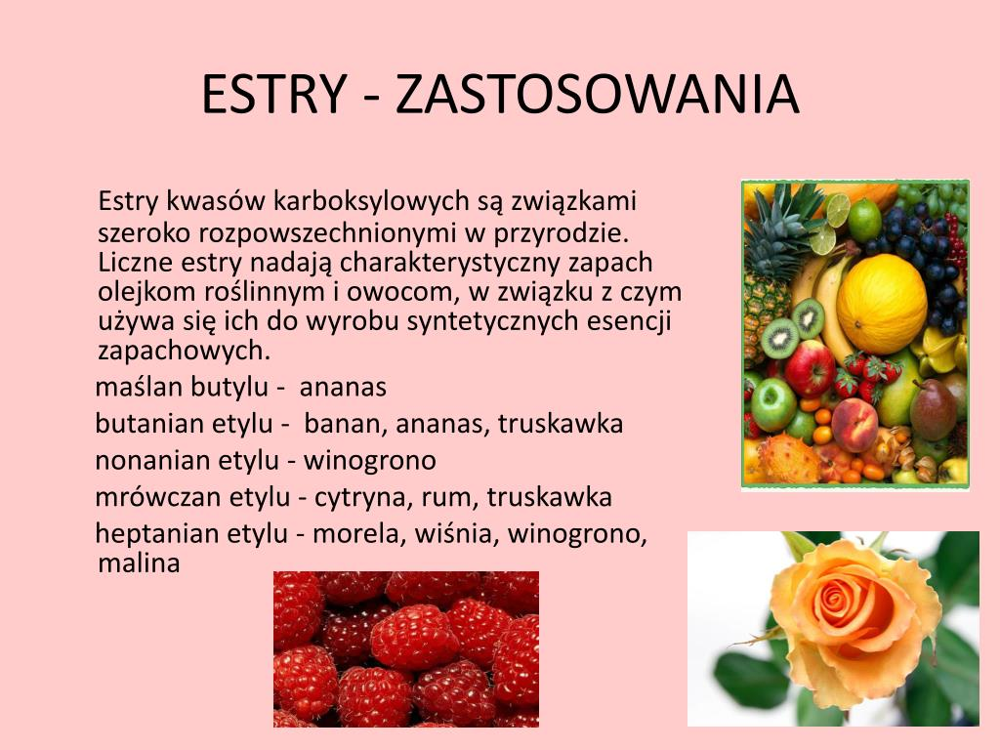 ESTRY - ZASTOSOWANIA
Estry kwasów karboksylowych są związkami
szeroko rozpowszechnionymi w przyrodzie.
Liczne estry nadają charakterystyczny zapach
olejkom roślinnym i owocom, w związku z czym
używa się ich do wyrobu syntetycznych esencji
zapachowych.
maślan butylu - ananas
butanian etylu - banan, ananas, truskawka
nonanian etylu - winogrono
mrówczan etylu - cytryna, rum, truskawka
heptanian etylu - morela, wiśnia, winogrono,
malina